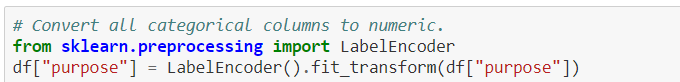 # Convert all categorical columns to numeric.
from sklearn.preprocessing import LabelEncoder
df["purpose"] = LabelEncoder().fit_transform(df["purpose"])